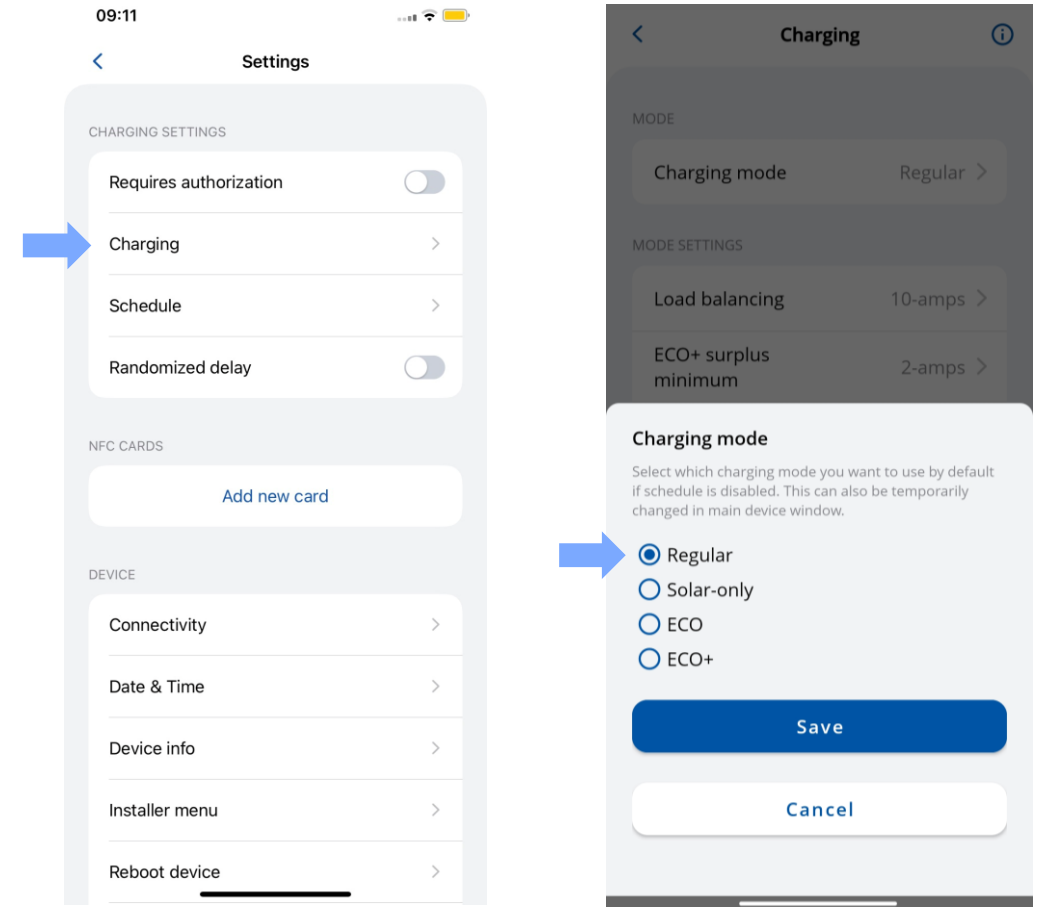 09:11
Settings
CHARGING SETTINGS
Requires authorization
Charging
Schedule
Randomized delay
NFC CARDS
Add new card
DEVICE
Connectivity
Date & Time
Device info
Installer menu
Reboot device
Charging
MODE
Charging mode Regular
MODE SETTINGS
Load balancing 10-amps
ECO+ surplus
minimum 2-amps
Charging mode
Select which charging mode you want to use by default
if schedule is disabled. This can also be temporarily
changed in main device window.
Regular
Solar-only
ECO
ECO+
Save
Cancel